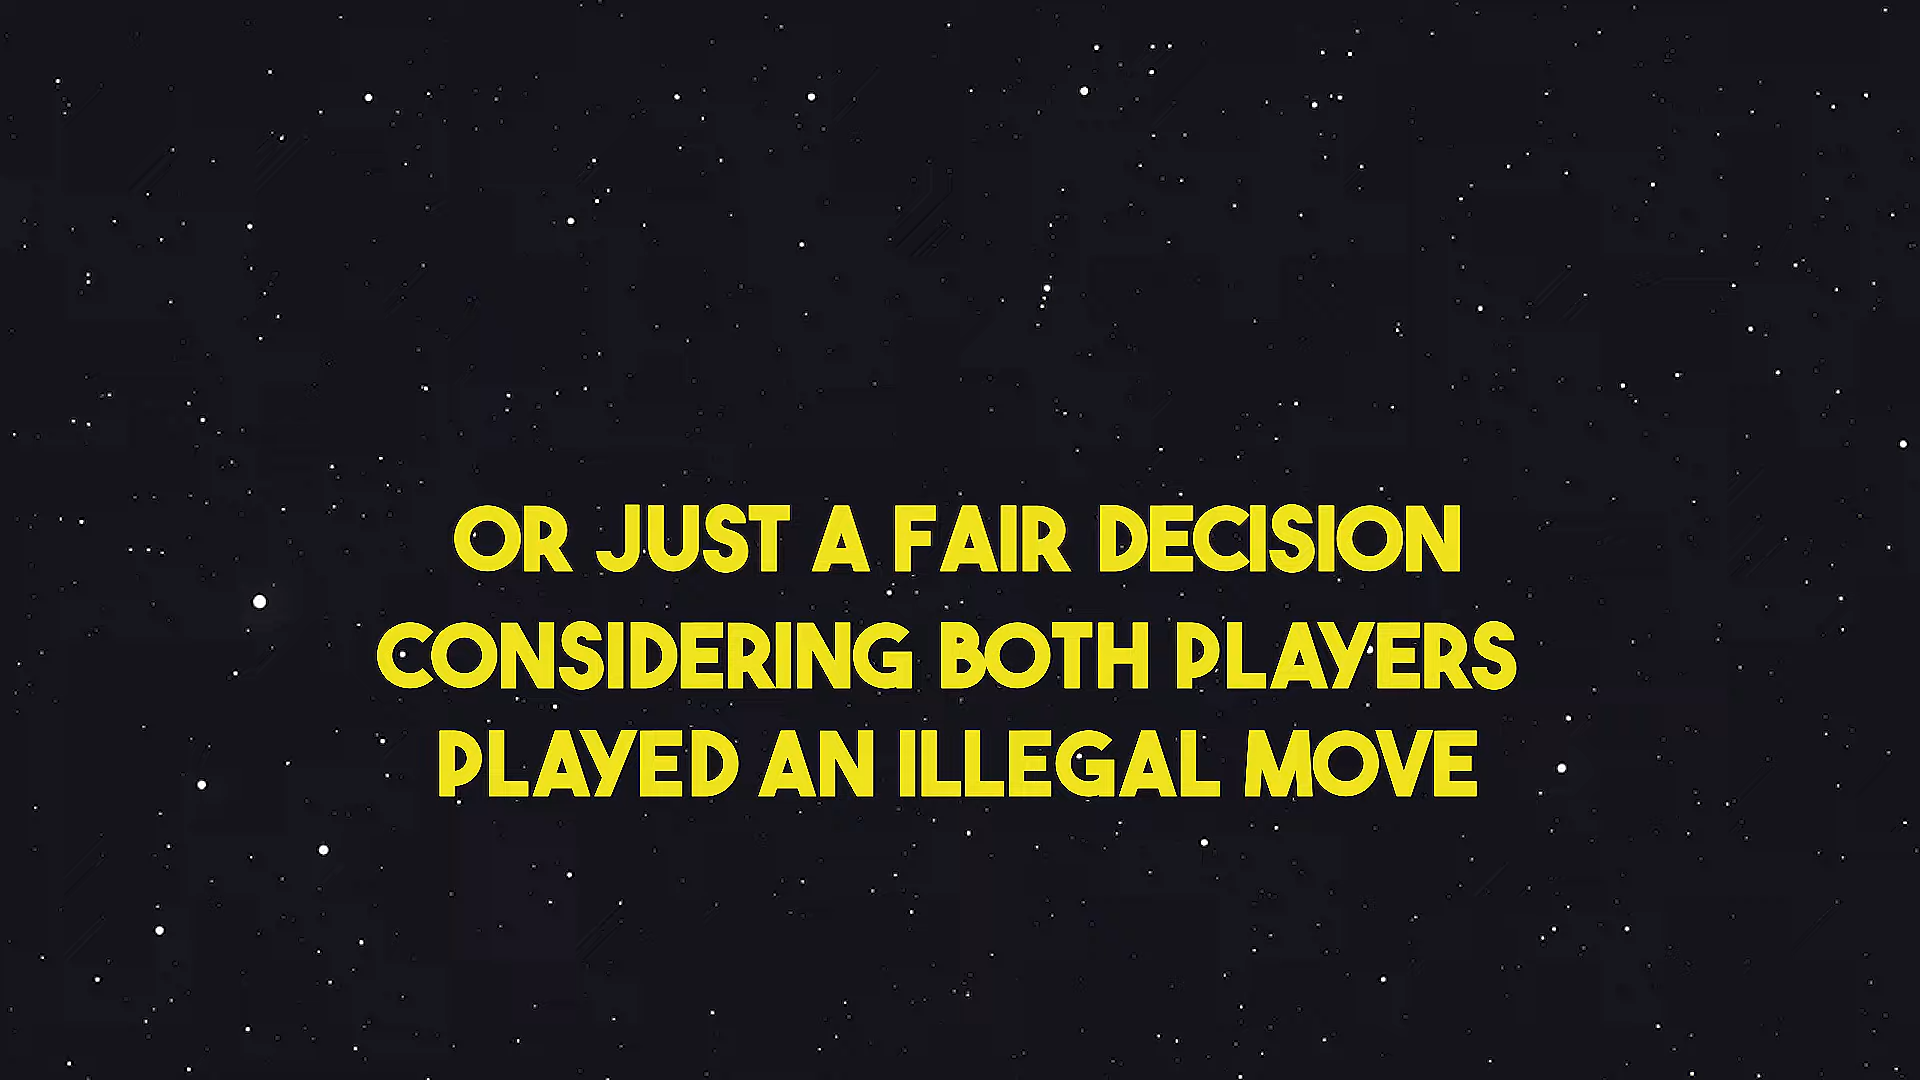 OR JUST A FAIR DECISION
CONSIDERING BOTH PLAYERS
PLAYED AN ILLEGAL MOVE